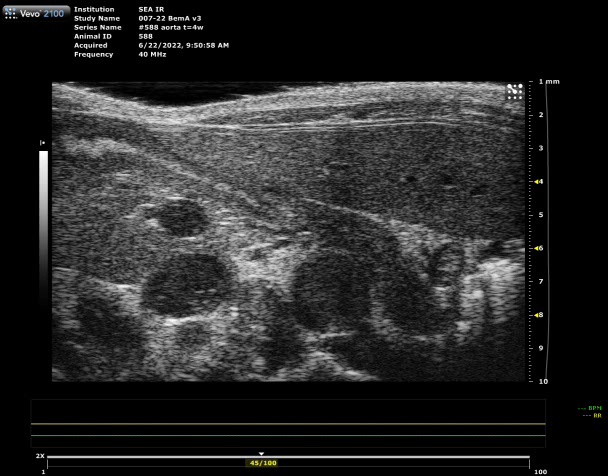 Vevo 2100
Institution SEA IR
Study Name 007-22 BemA v3
Series Name #588 aorta t=4w
Animal ID 588
Acquired 6/22/2022, 9:50:58 AM
Frequency 40 MHz
1 mm
2
3
4
5
6
7
8
9
10
--- BPM
--- RR
2X
45/100
1 100